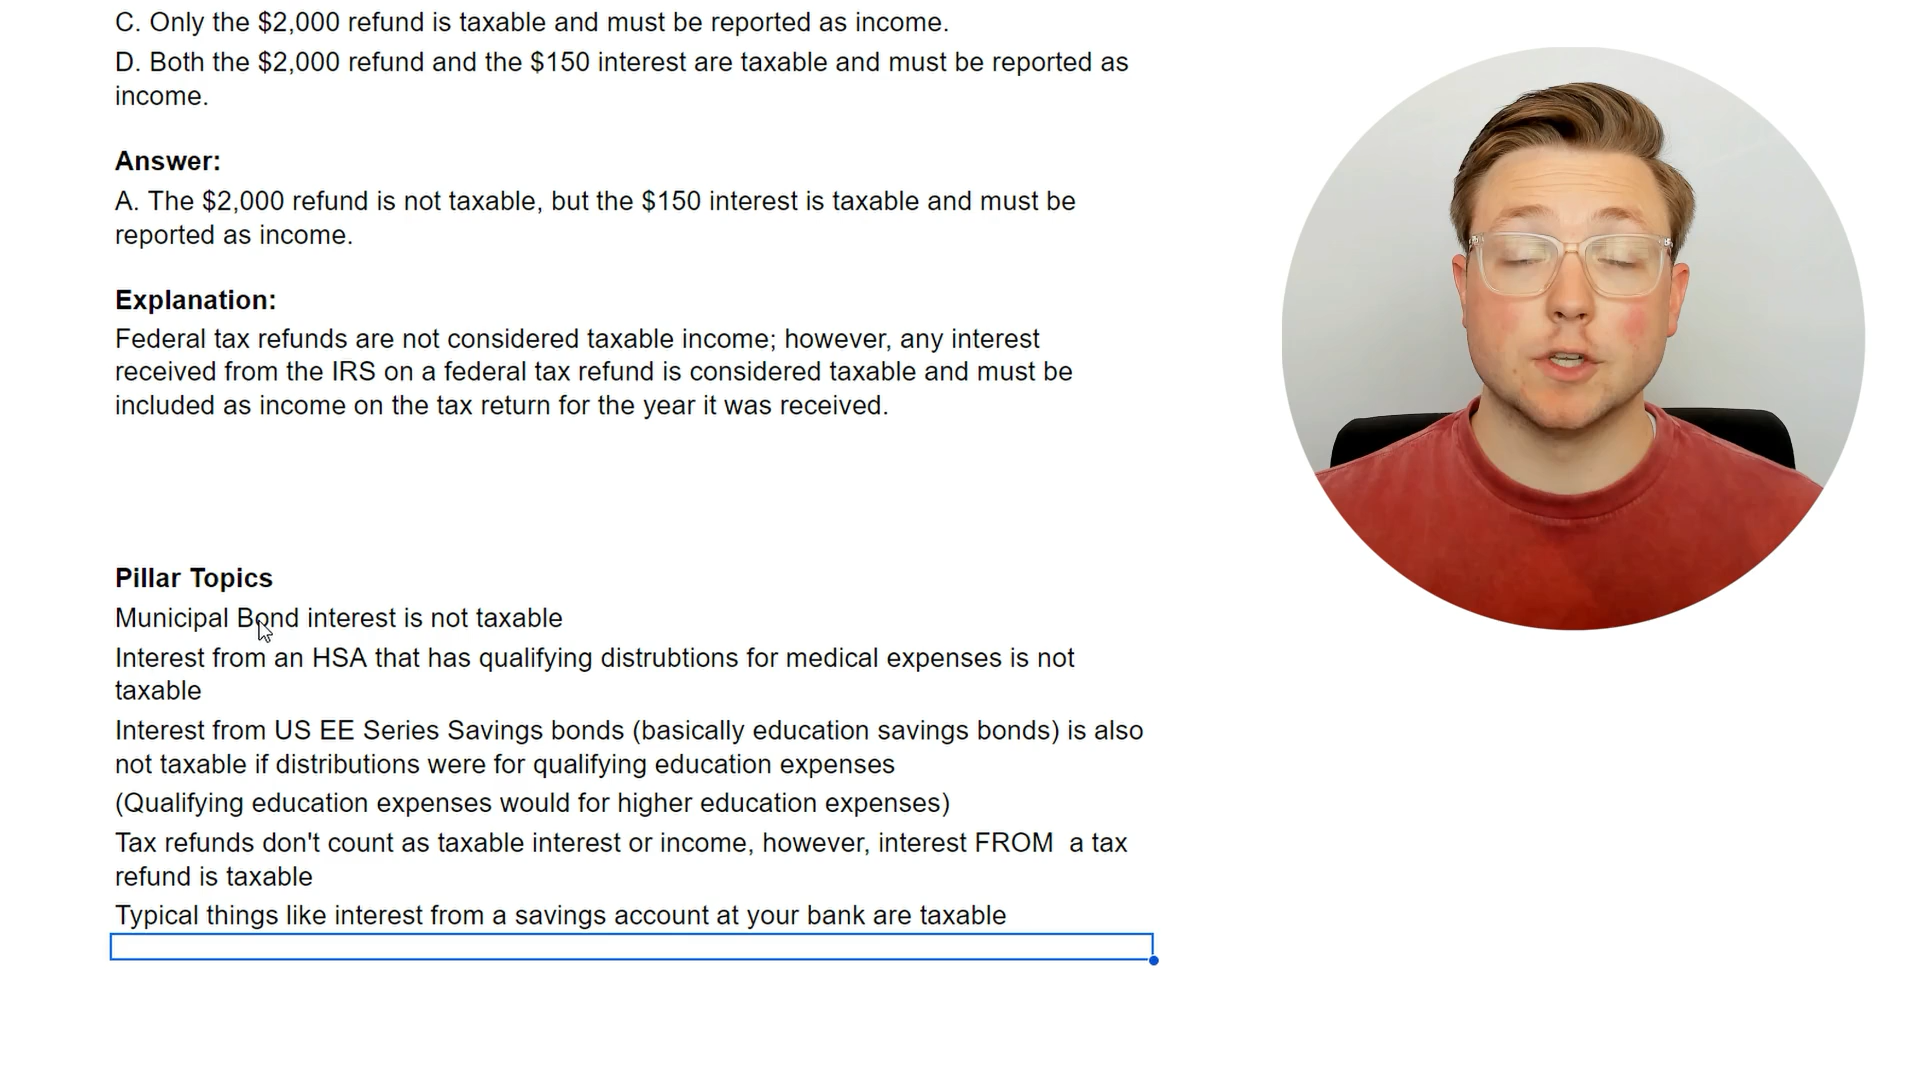 C. Only the $2,000 refund is taxable and must be reported as income.
D. Both the $2,000 refund and the $150 interest are taxable and must be reported as
income.
Answer:
A. The $2,000 refund is not taxable, but the $150 interest is taxable and must be
reported as income.
Explanation:
Federal tax refunds are not considered taxable income; however, any interest
received from the IRS on a federal tax refund is considered taxable and must be
included as income on the tax return for the year it was received.
Pillar Topics
Municipal Bond interest is not taxable
Interest from an HSA that has qualifying distrubtions for medical expenses is not
taxable
Interest from US EE Series Savings bonds (basically education savings bonds) is also
not taxable if distributions were for qualifying education expenses
(Qualifying education expenses would for higher education expenses)
Tax refunds don't count as taxable interest or income, however, interest FROM  a tax
refund is taxable
Typical things like interest from a savings account at your bank are taxable